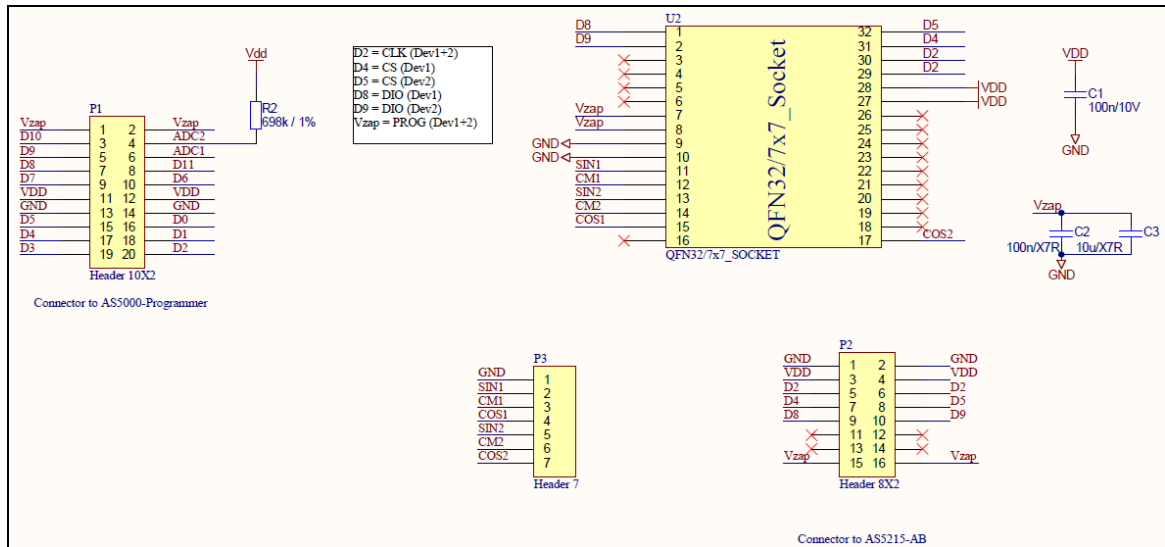 Vdd
R2
698k / 1%
P1
Vzap 1 2 Vzap
D10 3 4 ADC2
D9 5 6 ADC1
D8 7 8 D11
D7 9 10 D6
VDD 11 12 VDD
GND 13 14 GND
D5 15 16 D0
D4 17 18 D1
D3 19 20 D2
Header 10X2
Connector to AS5000-Programmer
D2 = CLK (Dev1+2)
D4 = CS (Dev1)
D5 = CS (Dev2)
D8 = DIO (Dev1)
D9 = DIO (Dev2)
Vzap = PROG (Dev1+2)
U2
D8 1 32 D5
D9 2 31 D4
3 30 D2
4 29 D2
5 28 VDD
6 27 VDD
Vzap 7 26
Vzap 8 25
GND 9 24
GND 10 23
SIN1 11 22
CM1 12 21
SIN2 13 20
CM2 14 19
COS1 15 18
16 17 COS2
QFN32/7x7_Socket
QFN32/7x7_SOCKET
VDD
C1
100n/10V
GND
Vzap
C2
100n/X7R
C3
10u/X7R
GND
P3
GND 1
SIN1 2
CM1 3
COS1 4
SIN2 5
CM2 6
COS2 7
Header 7
P2
GND 1 2 GND
VDD 3 4 VDD
D2 5 6 D2
D4 7 8 D5
D8 9 10 D9
11 12
13 14
Vzap 15 16 Vzap
Header 8X2
Connector to AS5215-AB